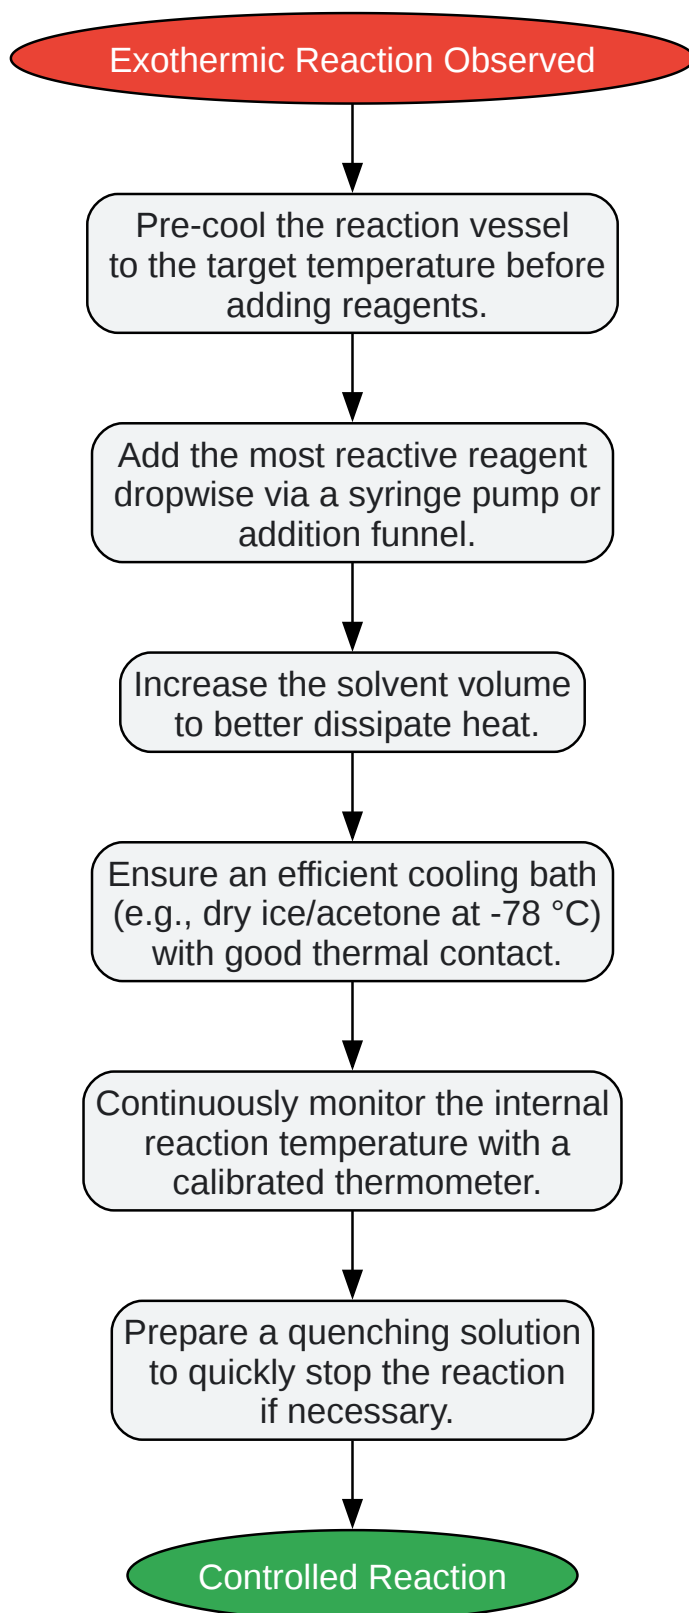 Exothermic Reaction Observed
Pre-cool the reaction vessel
to the target temperature before
adding reagents.
Add the most reactive reagent
dropwise via a syringe pump or
addition funnel.
Increase the solvent volume
to better dissipate heat.
Ensure an efficient cooling bath
(e.g., dry ice/acetone at -78 °C)
with good thermal contact.
Continuously monitor the internal
reaction temperature with a
calibrated thermometer.
Prepare a quenching solution
to quickly stop the reaction
if necessary.
Controlled Reaction